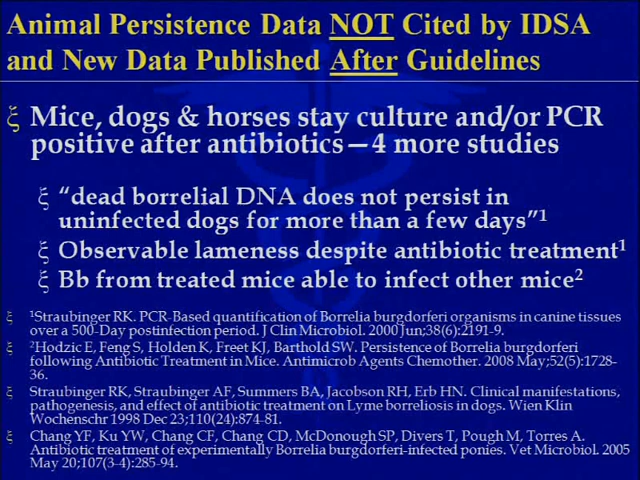 Animal Persistence Data NOT Cited by IDSA
and New Data Published After Guidelines
ξ Mice, dogs & horses stay culture and/or PCR
positive after antibiotics—4 more studies
ξ “dead borrelial DNA does not persist in
uninfected dogs for more than a few days”1
ξ Observable lameness despite antibiotic treatment1
ξ Bb from treated mice able to infect other mice2
ξ 1Straubinger RK. PCR-Based quantification of Borrelia burgdorferi organisms in canine tissues
over a 500-Day postinfection period. J Clin Microbiol. 2000 Jun;38(6):2191-9.
ξ 2Hodzic E, Feng S, Holden K, Freet KJ, Barthold SW. Persistence of Borrelia burgdorferi
following Antibiotic Treatment in Mice. Antimicrob Agents Chemother. 2008 May;52(5):1728-
36.
ξ Straubinger RK, Straubinger AF, Summers BA, Jacobson RH, Erb HN. Clinical manifestations,
pathogenesis, and effect of antibiotic treatment on Lyme borreliosis in dogs. Wien Klin
Wochenschr 1998 Dec 23;110(24):874-81.
ξ Chang YF, Ku YW, Chang CF, Chang CD, McDonough SP, Divers T, Pough M, Torres A.
Antibiotic treatment of experimentally Borrelia burgdorferi-infected ponies. Vet Microbiol. 2005
May 20;107(3-4):285-94.